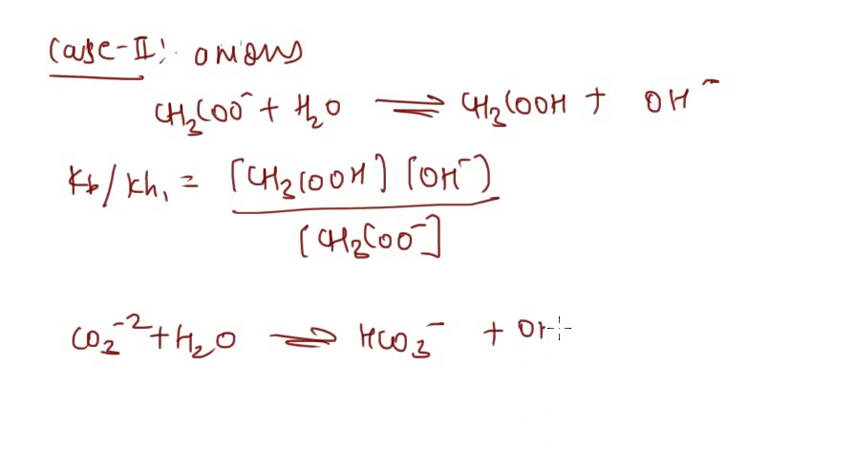 Case-II: anions
CH₃COO⁻ + H₂O ⇌ CH₃COOH + OH⁻
Kb/Kh₁ = [CH₃COOH] [OH⁻]
[CH₃COO⁻]
CO₃⁻² + H₂O ⇌ HCO₃⁻ + OH